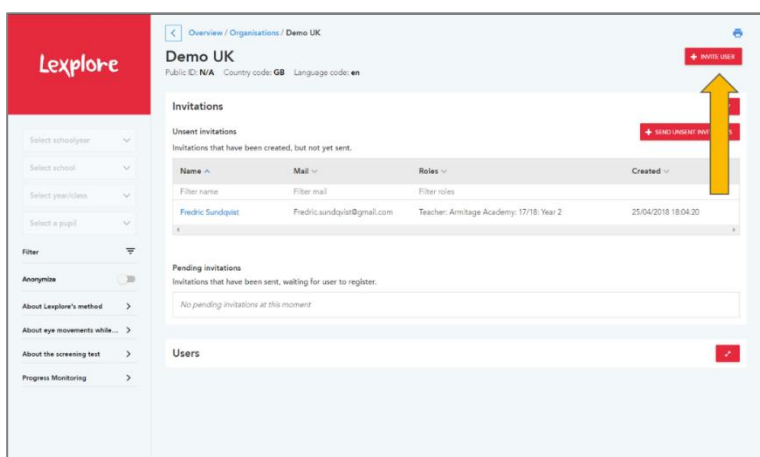 Lexplore
Select schoolyear
Select school
Select year/class
Select a pupil
Filter
Anonymize
About Lexplore's method
About eye movements while...
About the screening test
Progress Monitoring
Overview / Organisations / Demo UK
Demo UK
Public ID: N/A Country code: GB Language code: en
+ INVITE USER
Invitations
Unsent invitations
+ SEND UNSENT
Invitations that have been created, but not yet sent.
Name Mail Roles Created
Filter name Filter mail Filter roles
Fredric Sundqvist Fredric.sundqvist@gmail.com Teacher: Armitage Academy: 17/18: Year 2 25/04/2018 18:04:20
Pending invitations
Invitations that have been sent, waiting for user to register.
No pending invitations at this moment
Users